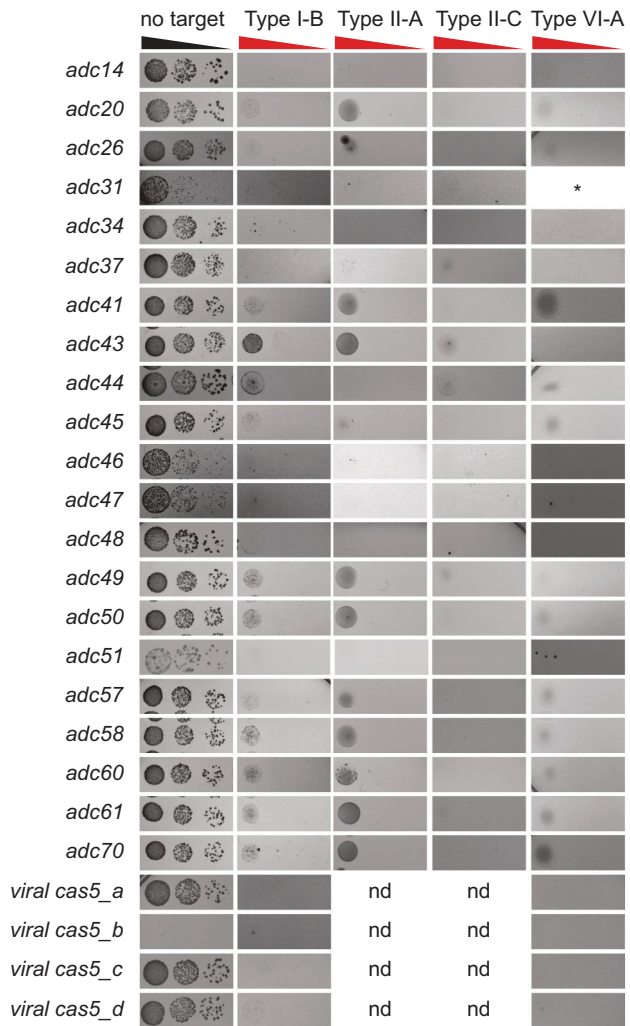 no target Type I-B Type II-A Type II-C Type VI-A
adc14
adc20
adc26
adc31 *
adc34
adc37
adc41
adc43
adc44
adc45
adc46
adc47
adc48
adc49
adc50
adc51
adc57
adc58
adc60
adc61
adc70
viral cas5_a nd nd
viral cas5_b nd nd
viral cas5_c nd nd
viral cas5_d nd nd